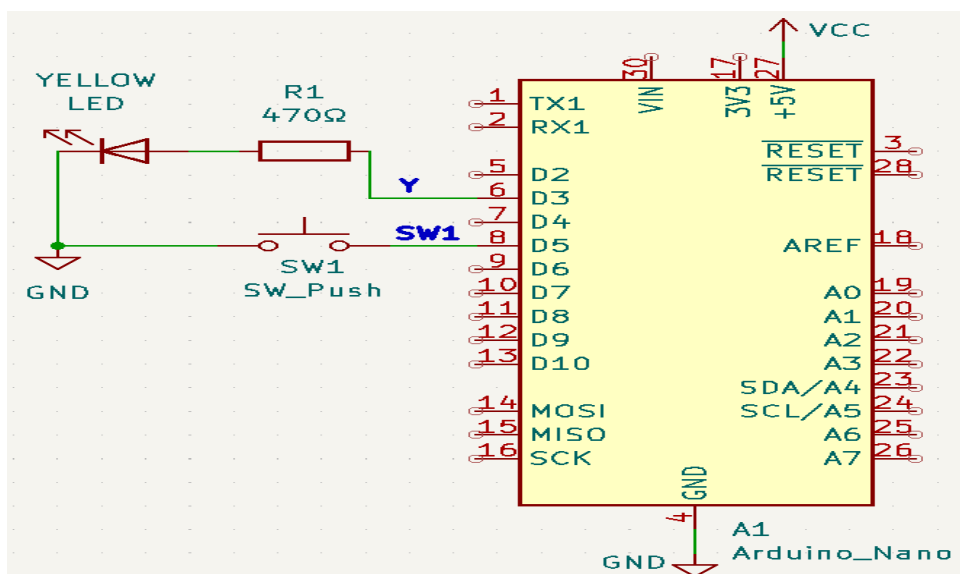 VCC
YELLOW
LED
R1
470Ω
Y
SW1
SW1
SW_Push
GND
1 TX1
2 RX1
5 D2
6 D3
7 D4
8 D5
9 D6
10 D7
11 D8
12 D9
13 D10
14 MOSI
15 MISO
16 SCK
30 VIN
17 3V3
27 +5V
RESET 3
RESET 28
AREF 18
A0 19
A1 20
A2 21
A3 22
SDA/A4 23
SCL/A5 24
A6 25
A7 26
GND
4
GND
A1
Arduino_Nano